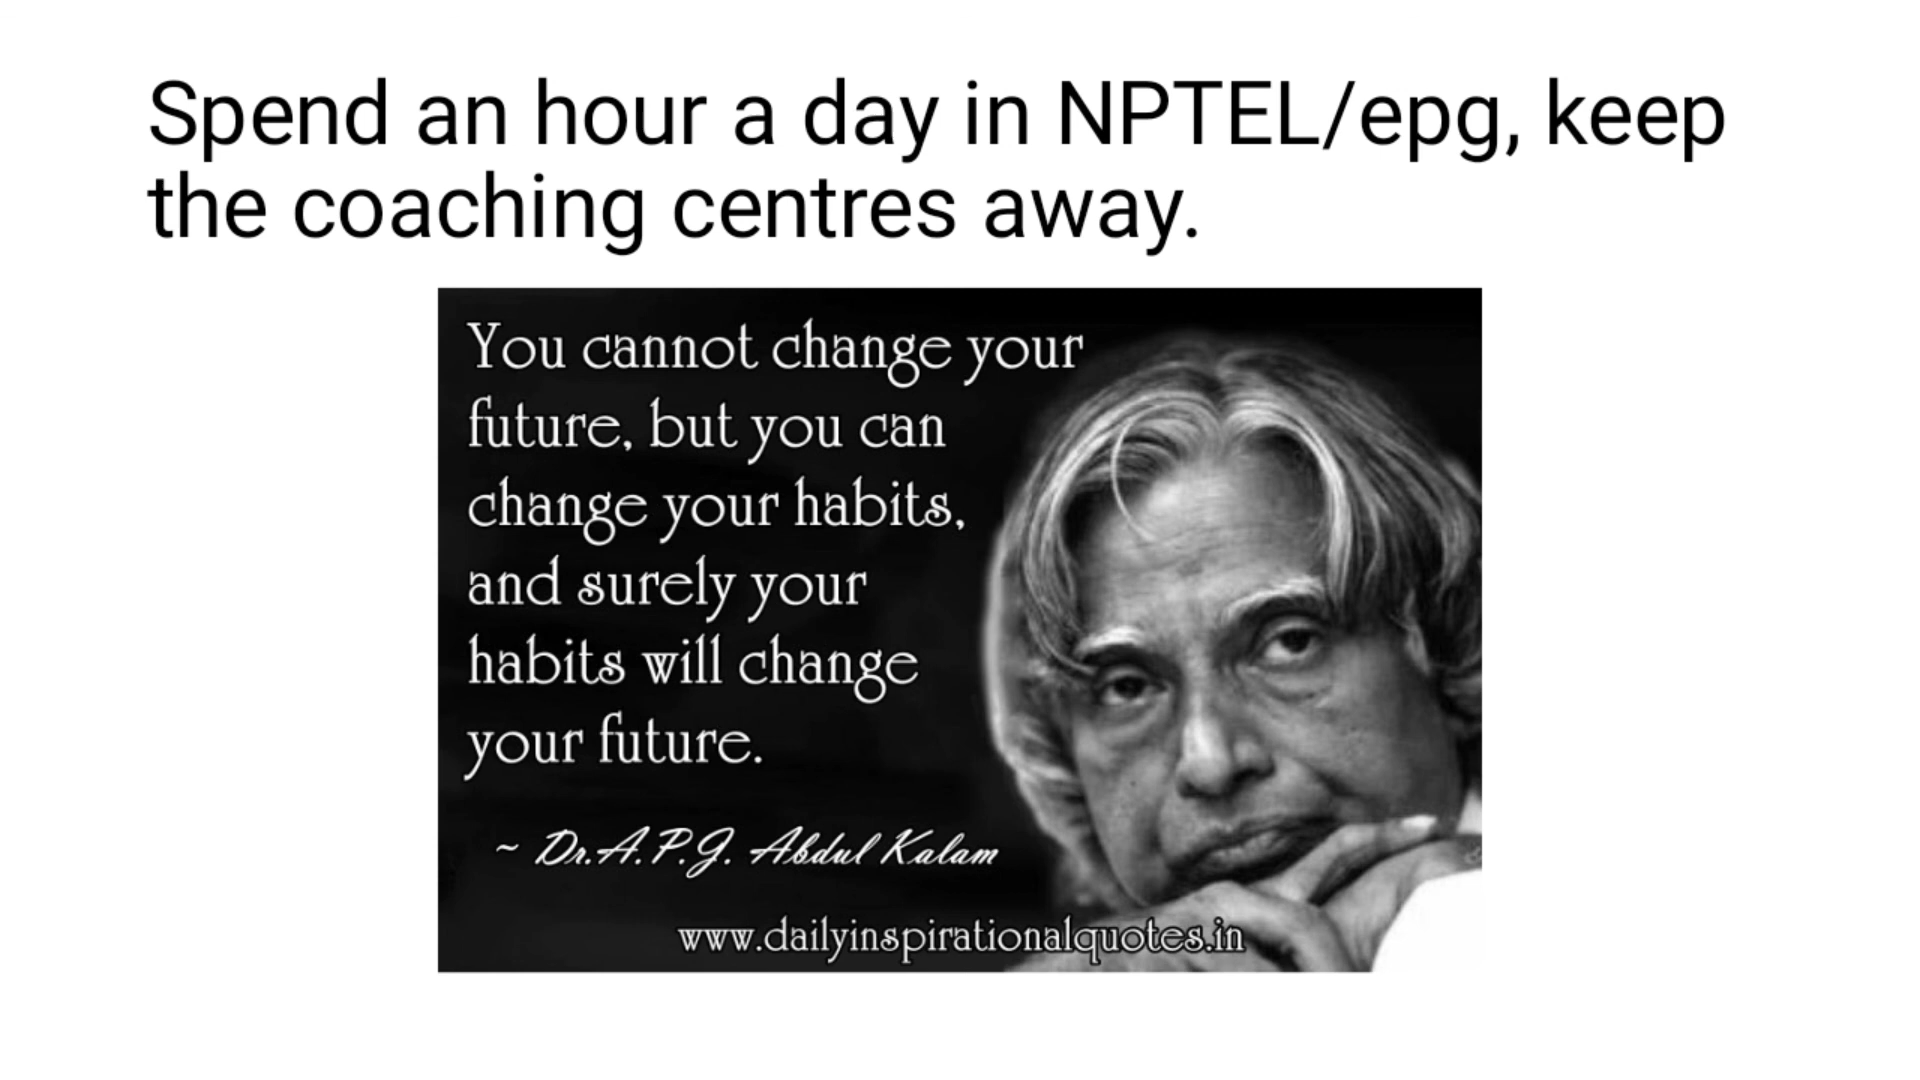 Spend an hour a day in NPTEL/epg, keep
the coaching centres away.
You cannot change your
future, but you can
change your habits,
and surely your
habits will change
your future.
~ Dr.A.P.J. Abdul Kalam
www.dailyinspirationalquotes.in